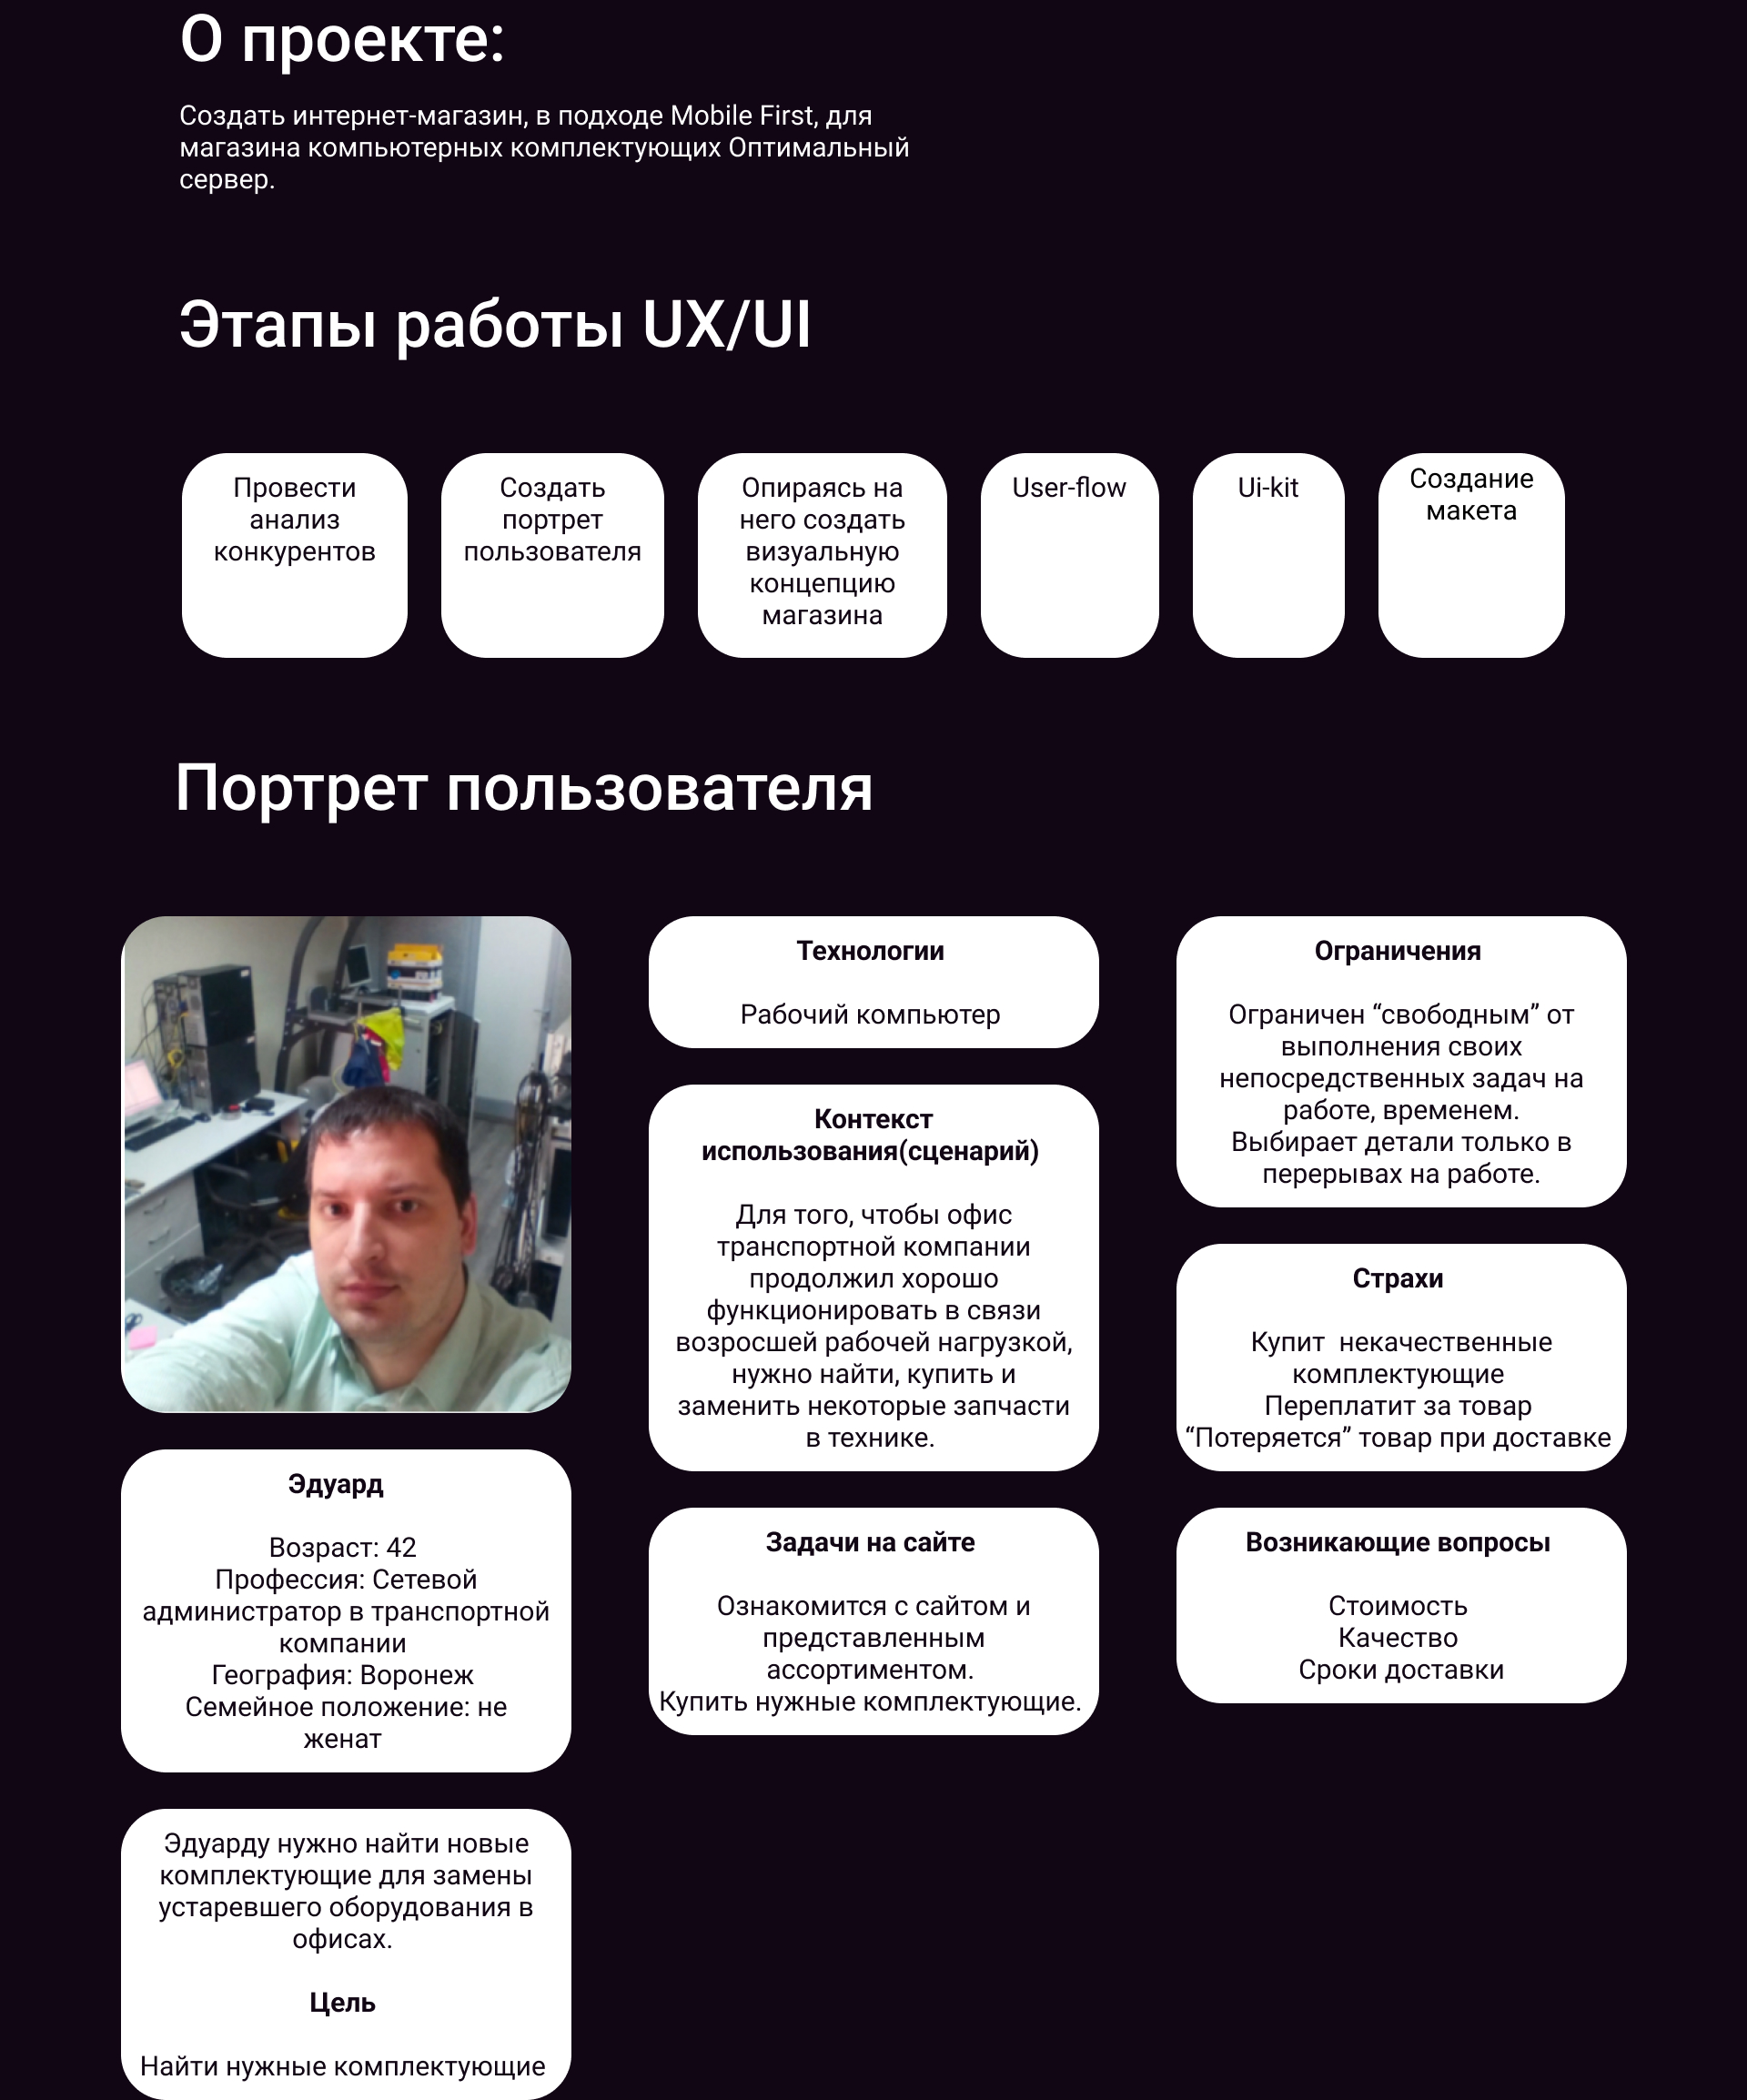 О проекте:
Создать интернет-магазин, в подходе Mobile First, для
магазина компьютерных комплектующих Оптимальный
сервер.
Этапы работы UX/UI
Провести
анализ
конкурентов
Создать
портрет
пользователя
Опираясь на
него создать
визуальную
концепцию
магазина
User-flow
Ui-kit
Создание
макета
Портрет пользователя
Эдуард
Возраст: 42
Профессия: Сетевой
администратор в транспортной
компании
География: Воронеж
Семейное положение: не
женат
Эдуарду нужно найти новые
комплектующие для замены
устаревшего оборудования в
офисах.
Цель
Найти нужные комплектующие
Технологии
Рабочий компьютер
Контекст
использования(сценарий)
Для того, чтобы офис
транспортной компании
продолжил хорошо
функционировать в связи
возросшей рабочей нагрузкой,
нужно найти, купить и
заменить некоторые запчасти
в технике.
Задачи на сайте
Ознакомится с сайтом и
представленным
ассортиментом.
Купить нужные комплектующие.
Ограничения
Ограничен “свободным” от
выполнения своих
непосредственных задач на
работе, временем.
Выбирает детали только в
перерывах на работе.
Страхи
Купит  некачественные
комплектующие
Переплатит за товар
“Потеряется” товар при доставке
Возникающие вопросы
Стоимость
Качество
Сроки доставки